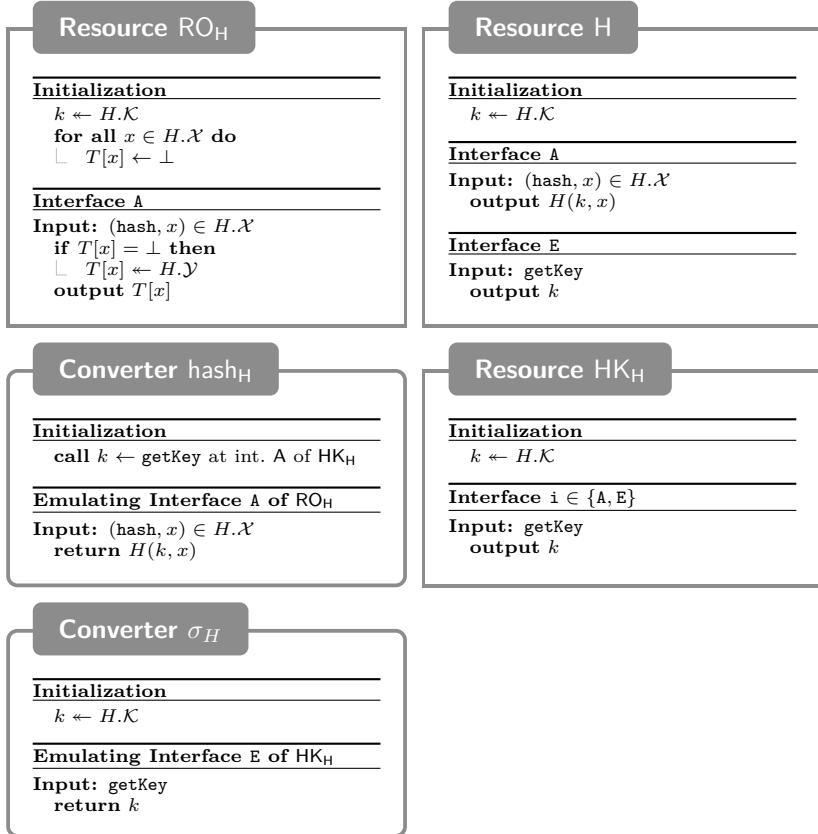 Resource RO_H
Initialization
k ↞ H.𝒦
for all x ∈ H.𝒳 do
T[x] ← ⊥
Interface A
Input: (hash, x) ∈ H.𝒳
if T[x] = ⊥ then
T[x] ↞ H.𝒴
output T[x]
Resource H
Initialization
k ↞ H.𝒦
Interface A
Input: (hash, x) ∈ H.𝒳
output H(k, x)
Interface E
Input: getKey
output k
Converter hash_H
Initialization
call k ← getKey at int. A of HK_H
Emulating Interface A of RO_H
Input: (hash, x) ∈ H.𝒳
return H(k, x)
Resource HK_H
Initialization
k ↞ H.𝒦
Interface i ∈ {A, E}
Input: getKey
output k
Converter σ_H
Initialization
k ↞ H.𝒦
Emulating Interface E of HK_H
Input: getKey
return k